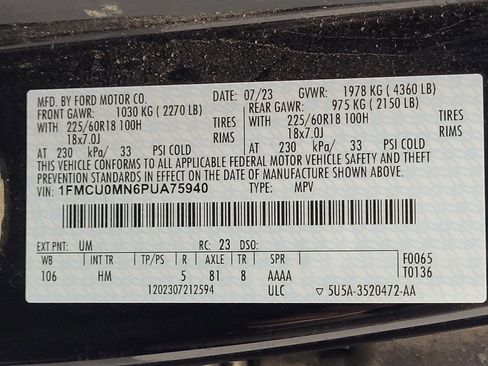 MFD. BY FORD MOTOR CO. DATE: 07/23 GVWR: 1978 KG ( 4360 LB)
FRONT GAWR: 1030 KG ( 2270 LB) REAR GAWR: 975 KG ( 2150 LB)
WITH 225/60R18 100H TIRES WITH 225/60R18 100H TIRES
18x7.0J RIMS 18x7.0J RIMS
AT 230 kPa/ 33 PSI COLD AT 230 kPa/ 33 PSI COLD
THIS VEHICLE CONFORMS TO ALL APPLICABLE FEDERAL MOTOR VEHICLE SAFETY AND THEFT
PREVENTION STANDARDS IN EFFECT ON THE DATE OF MANUFACTURE SHOWN ABOVE.
VIN: 1FMCU0MN6PUA75940 TYPE: MPV
EXT PNT: UM RC: 23 DSO: F0065
WB INT TR TP/PS R AXLE TR SPR T0136
106 HM 5 81 8 AAAA
1202307212594 ULC ▽ 5U5A-3520472-AA